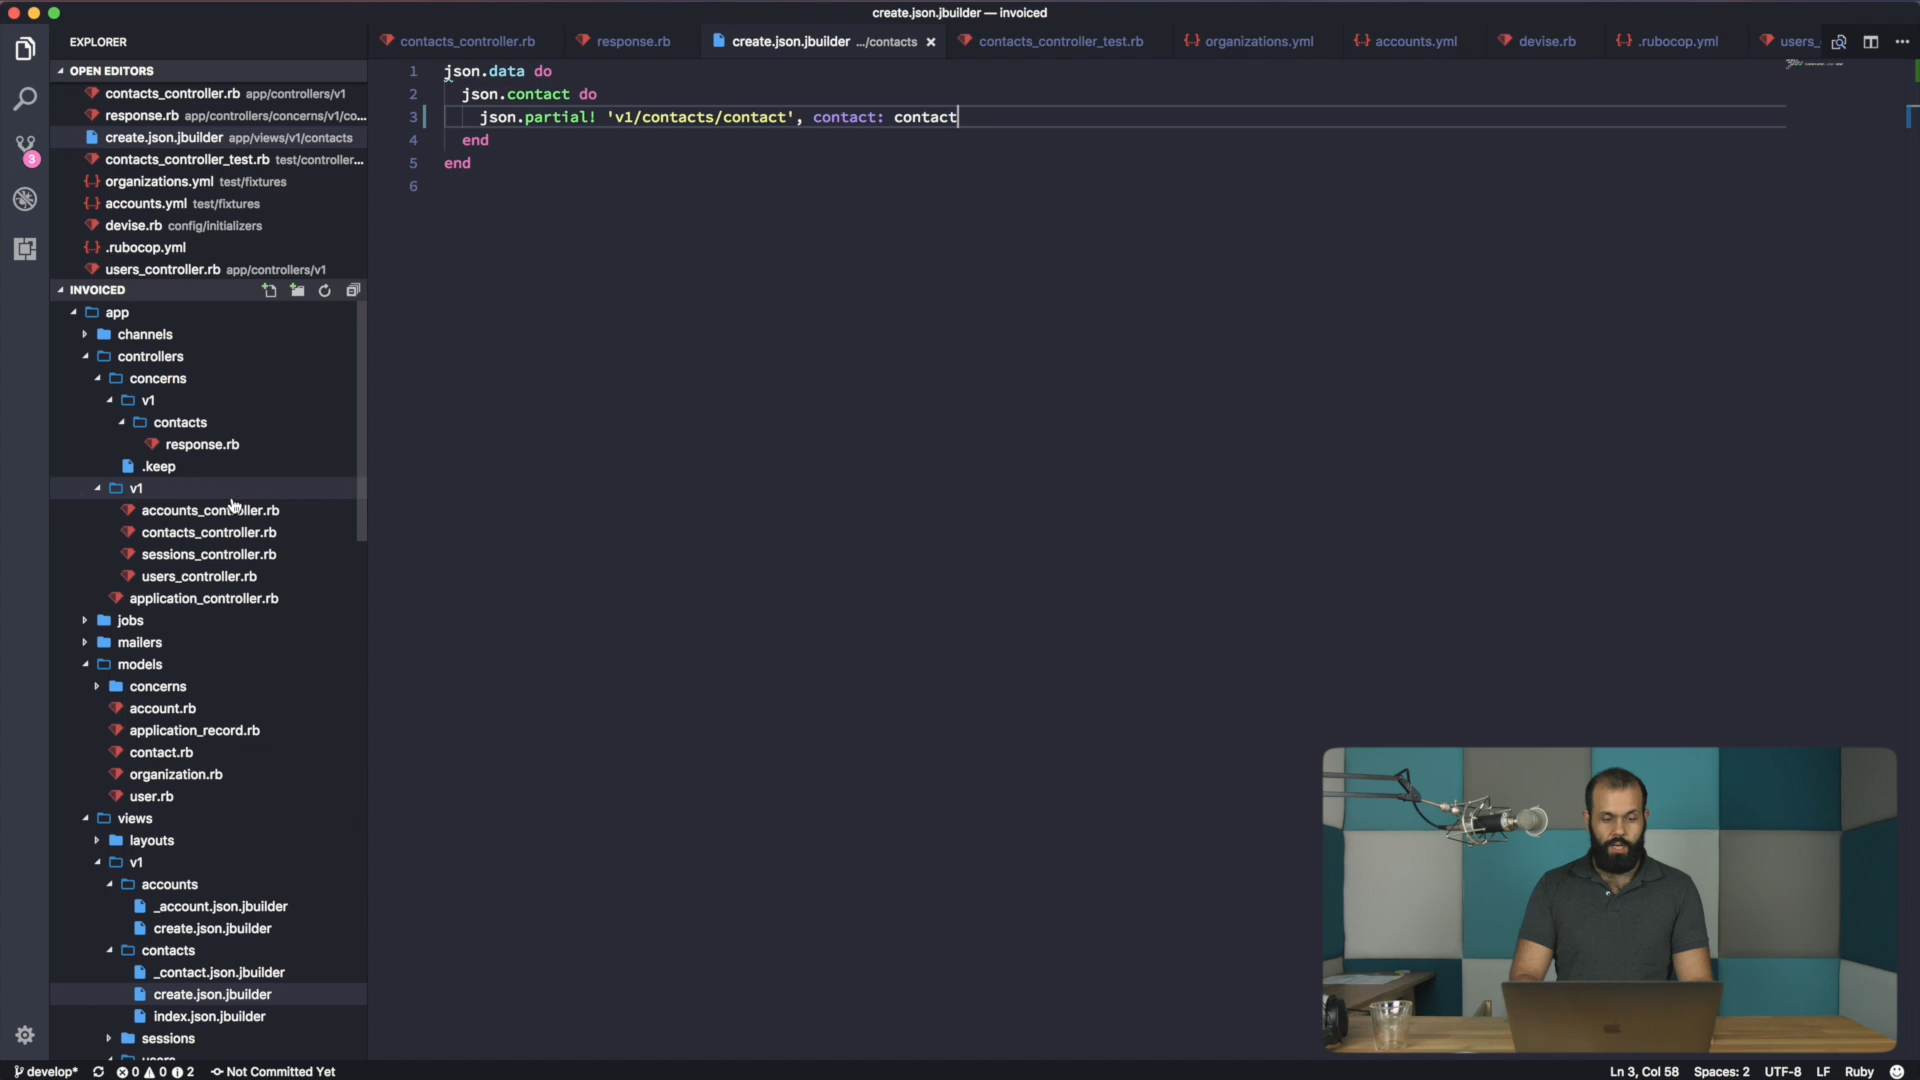 create.json.jbuilder — invoiced
EXPLORER
contacts_controller.rb
response.rb
create.json.jbuilder .../contacts
contacts_controller_test.rb
organizations.yml
accounts.yml
devise.rb
.rubocop.yml
users_
OPEN EDITORS
contacts_controller.rb app/controllers/v1
response.rb app/controllers/concerns/v1/co...
create.json.jbuilder app/views/v1/contacts
contacts_controller_test.rb test/controller...
organizations.yml test/fixtures
accounts.yml test/fixtures
devise.rb config/initializers
.rubocop.yml
users_controller.rb app/controllers/v1
3
INVOICED
app
channels
controllers
concerns
v1
contacts
response.rb
.keep
v1
accounts_controller.rb
contacts_controller.rb
sessions_controller.rb
users_controller.rb
application_controller.rb
jobs
mailers
models
concerns
account.rb
application_record.rb
contact.rb
organization.rb
user.rb
views
layouts
v1
accounts
_account.json.jbuilder
create.json.jbuilder
contacts
_contact.json.jbuilder
create.json.jbuilder
index.json.jbuilder
sessions
users
1 json.data do
2 json.contact do
3 json.partial! 'v1/contacts/contact', contact: contact
4 end
5 end
6
develop* 0 0 2 Not Committed Yet
Ln 3, Col 58 Spaces: 2 UTF-8 LF Ruby